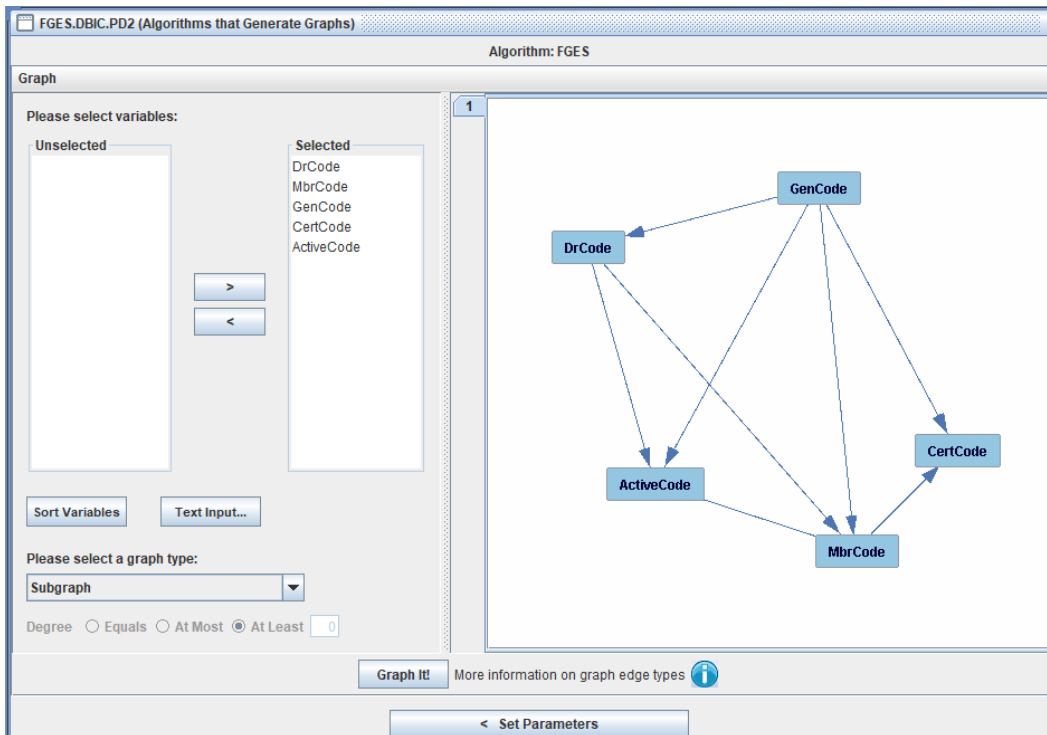 FGES.DBIC.PD2 (Algorithms that Generate Graphs)
Algorithm: FGES
Graph
Please select variables:
Unselected
Selected
DrCode
MbrCode
GenCode
CertCode
ActiveCode
>
<
Sort Variables
Text Input...
Please select a graph type:
Subgraph
Degree Equals At Most At Least 0
1
GenCode
DrCode
CertCode
ActiveCode
MbrCode
Graph It! More information on graph edge types i
< Set Parameters